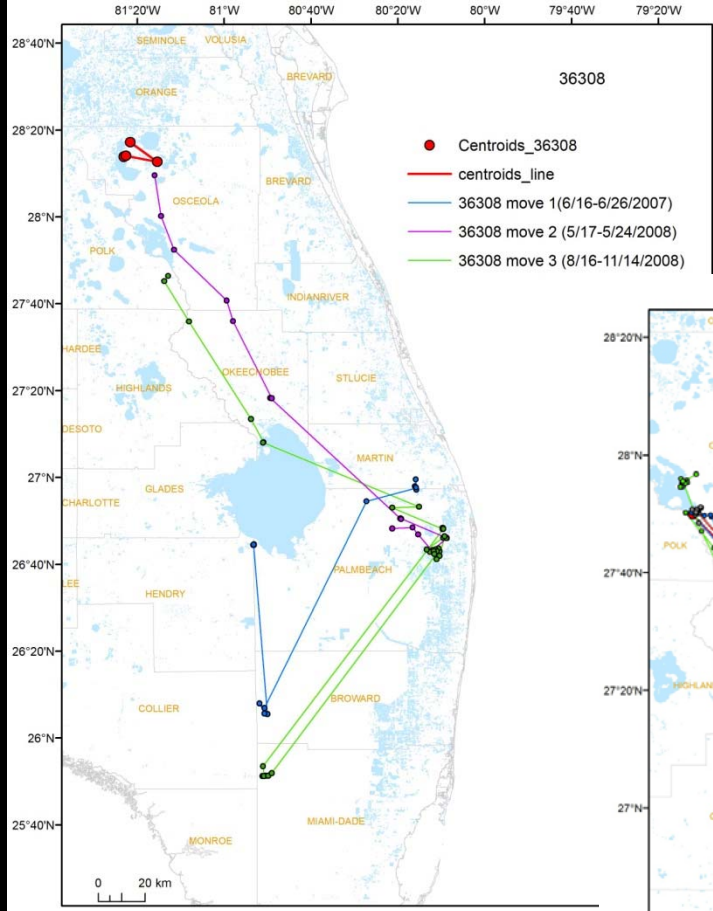 81°20'W 81°W 80°40'W 80°20'W 80°W 79°40'W 79°20'W
28°40'N
SEMINOLE VOLUSIA
BREVARD
36308
ORANGE
28°20'N
Centroids_36308
centroids_line
BREVARD
OSCEOLA
36308 move 1(6/16-6/26/2007)
28°N
36308 move 2 (5/17-5/24/2008)
POLK
36308 move 3 (8/16-11/14/2008)
27°40'N
INDIANRIVER
HARDEE
OKEECHOBEE
STLUCIE
HIGHLANDS
27°20'N
DESOTO
MARTIN
27°N
GLADES
CHARLOTTE
26°40'N
PALMBEACH
LEE
HENDRY
26°20'N
BROWARD
COLLIER
26°N
25°40'N
MIAMI-DADE
MONROE
0 20 km
28°20'N
28°N
POLK
27°40'N
27°20'N
HIGHLAN
27°N